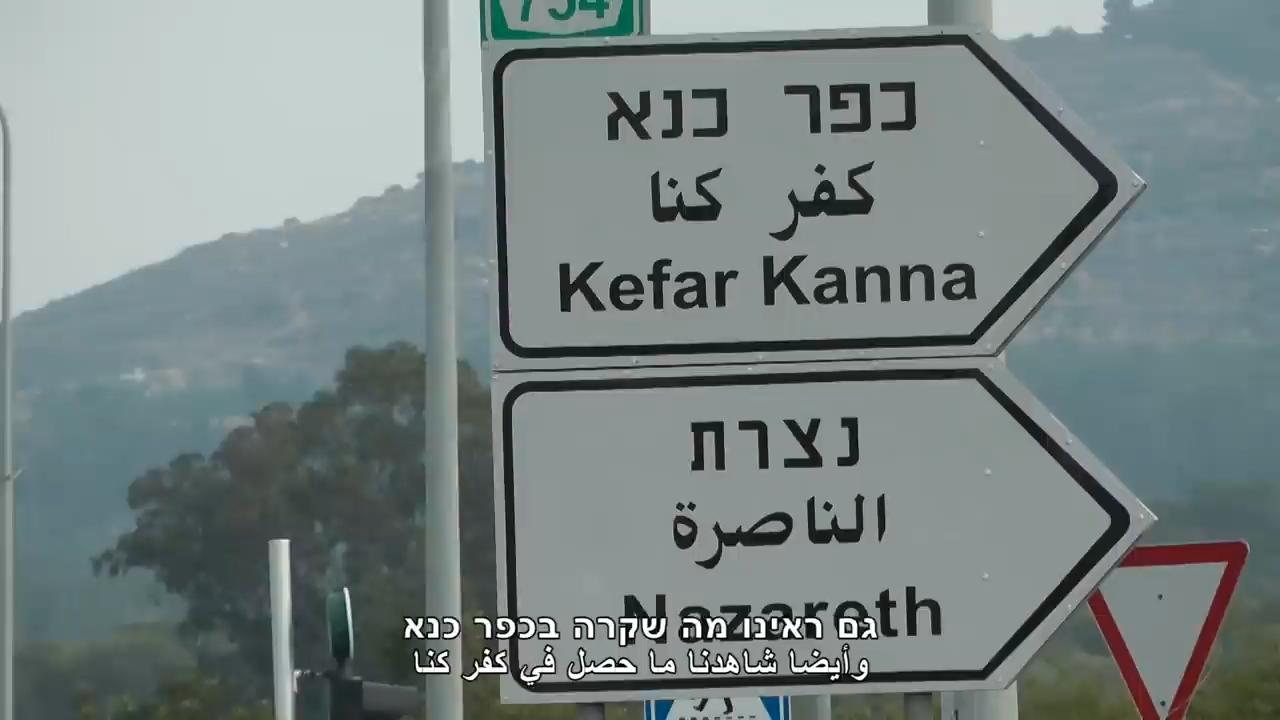 754
כפר כנא
كفر كنا
Kefar Kanna
נצרת
الناصرة
Nazareth
גם ראינו מה שקרה בכפר כנא
وأيضا شاهدنا ما حصل في كفر كنا